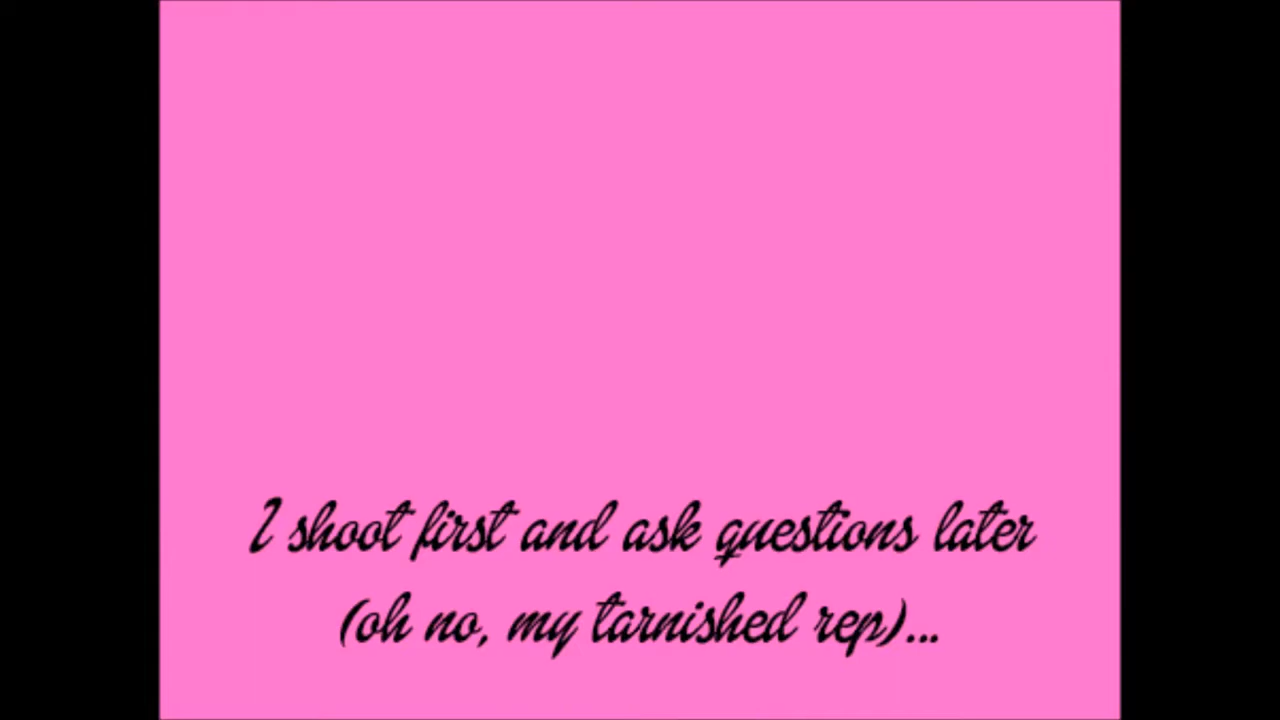 I shoot first and ask questions later
(oh no, my tarnished rep)...